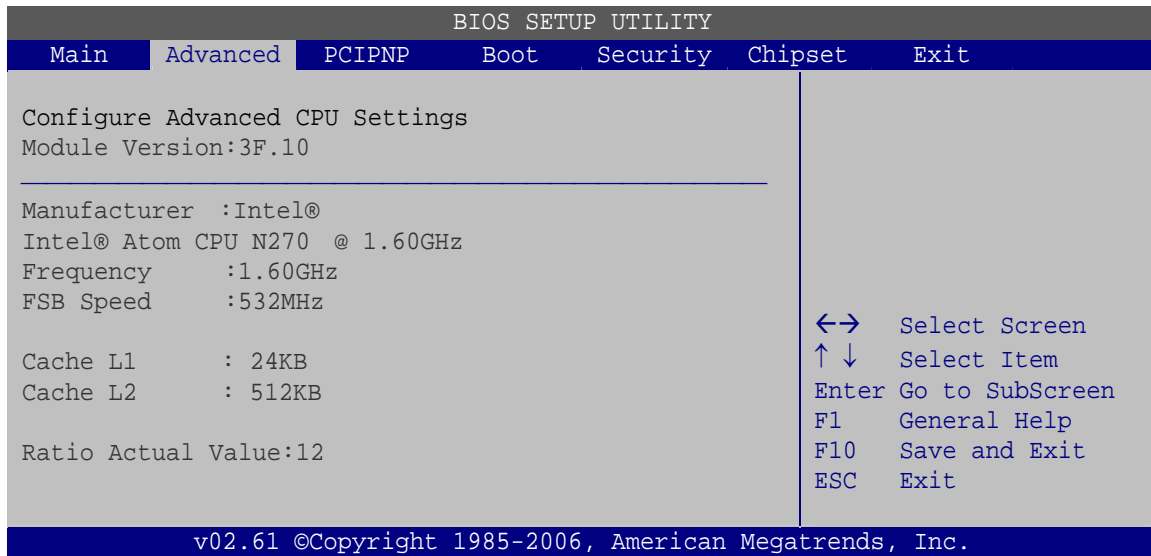 BIOS SETUP UTILITY
Main Advanced PCIPNP Boot Security Chipset Exit
Configure Advanced CPU Settings
Module Version:3F.10
Manufacturer :Intel®
Intel® Atom CPU N270 @ 1.60GHz
Frequency :1.60GHz
FSB Speed :532MHz
Cache L1 : 24KB
Cache L2 : 512KB
Ratio Actual Value:12
←→ Select Screen
↑ ↓ Select Item
Enter Go to SubScreen
F1 General Help
F10 Save and Exit
ESC Exit
v02.61 ©Copyright 1985-2006, American Megatrends, Inc.